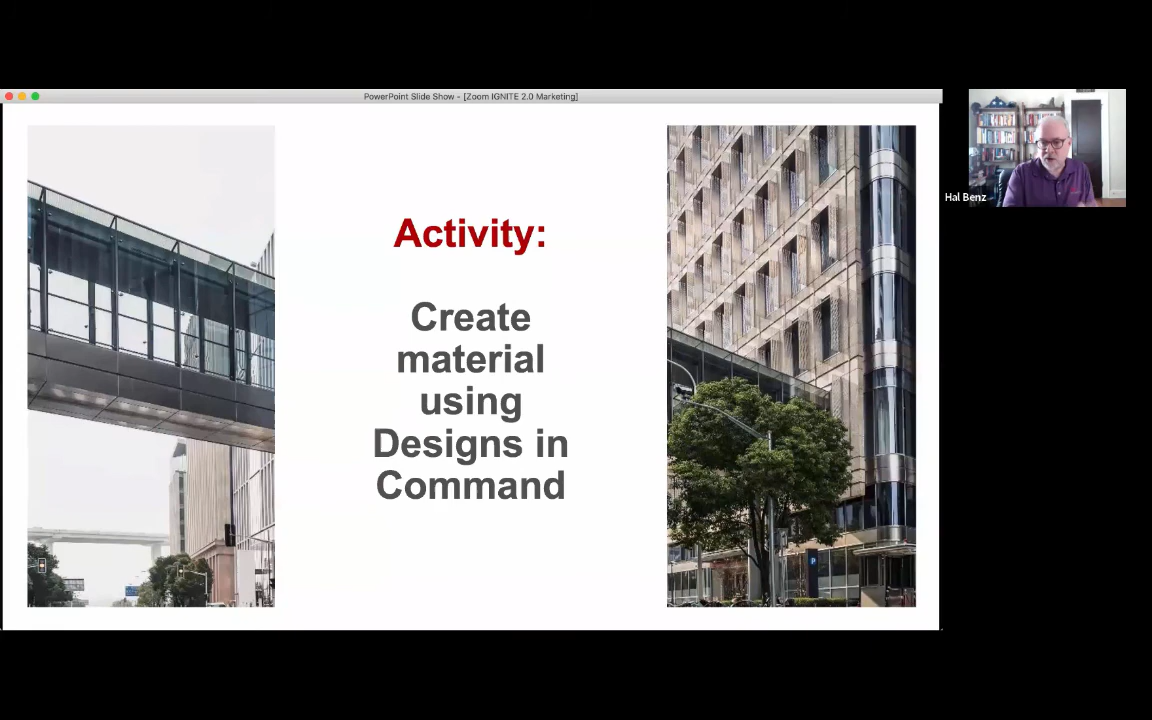 PowerPoint Slide Show - [Zoom IGNITE 2.0 Marketing]
Activity:
Create
material
using
Designs in
Command
Hal Benz
P